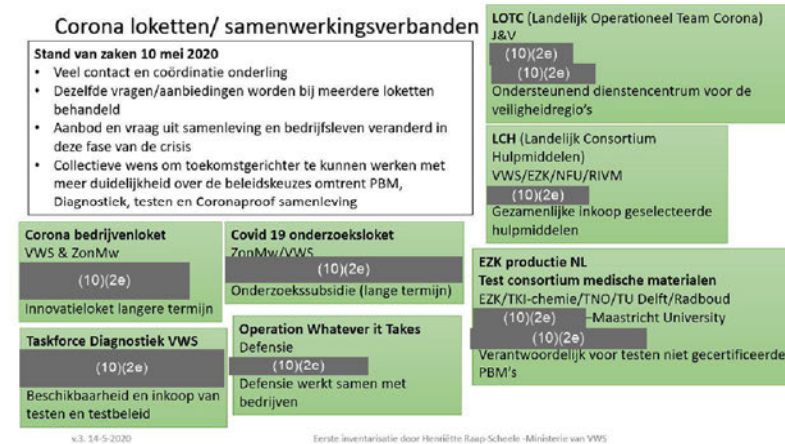 Corona loketten/ samenwerkingsverbanden
Stand van zaken 10 mei 2020
• Veel contact en coördinatie onderling
• Dezelfde vragen/aanbiedingen worden bij meerdere loketten
behandeld
• Aanbod en vraag uit samenleving en bedrijfsleven veranderd in
deze fase van de crisis
• Collectieve wens om toekomstgerichter te kunnen werken met
meer duidelijkheid over de beleidskeuzes omtrent PBM,
Diagnostiek, testen en Coronaproof samenleving
LOTC (Landelijk Operationeel Team Corona)
J&V
(10)(2e)
(10)(2e)
Ondersteunend dienstencentrum voor de
veiligheidregio's
LCH (Landelijk Consortium
Hulpmiddelen)
VWS/EZK/NFU/RIVM
(10)(2e)
Gezamenlijke inkoop geselecteerde
hulpmiddelen
Corona bedrijvenloket
VWS & ZonMw
(10)(2e)
Innovatieloket langere termijn
Covid 19 onderzoeksloket
ZonMw/VWS
(10)(2e)
Onderzoekssubsidie (lange termijn)
EZK productie NL
Test consortium medische materialen
EZK/TKI-chemie/TNO/TU Delft/Radboud
(10)(2e) –Maastricht University
(10)(2e)
Verantwoordelijk voor testen niet gecertificeerde
PBM's
Taskforce Diagnostiek VWS
(10)(2e)
Beschikbaarheid en inkoop van
testen en testbeleid
Operation Whatever it Takes
Defensie
(10)(2e)
Defensie werkt samen met
bedrijven
v.3. 14-5-2020
Eerste inventarisatie door Henriëtte Raap-Scheele -Ministerie van VWS